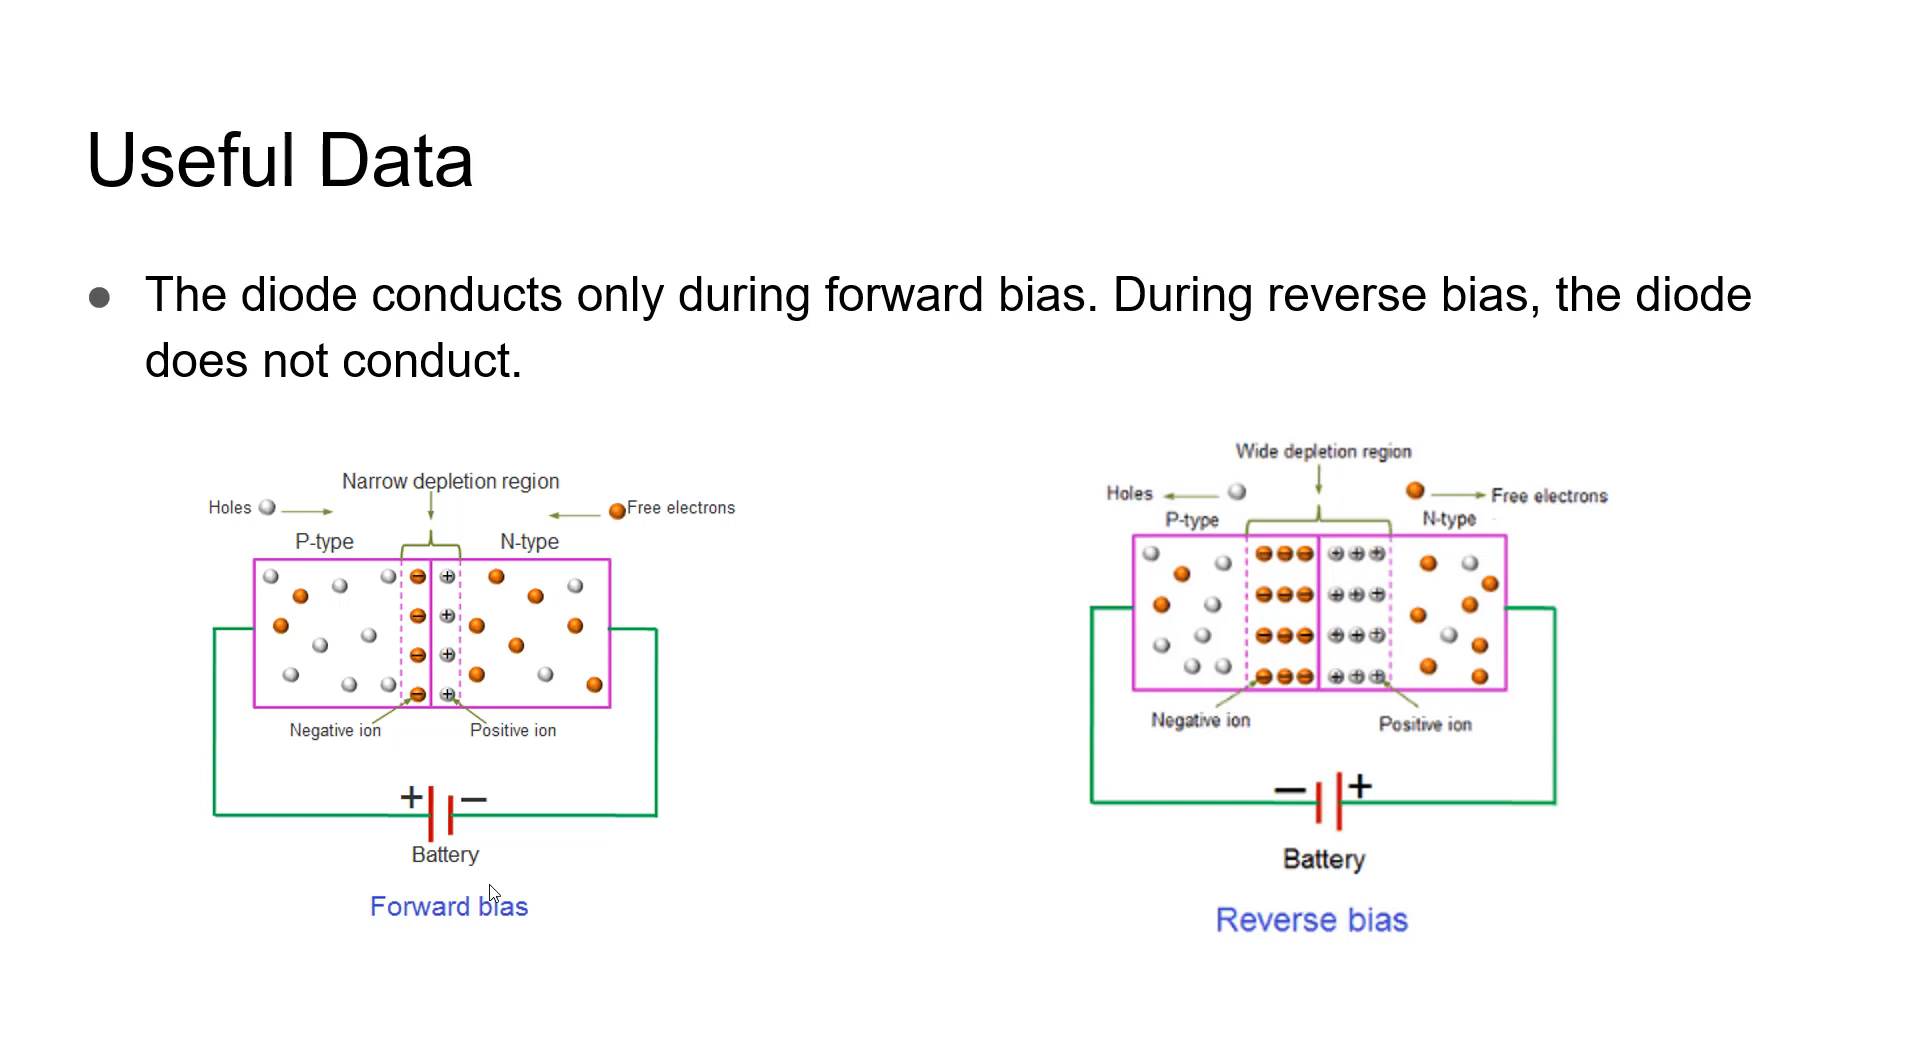 Useful Data
● The diode conducts only during forward bias. During reverse bias, the diode
does not conduct.
Narrow depletion region
Holes
Free electrons
P-type
N-type
Negative ion
Positive ion
+ −
Battery
Forward bias
Wide depletion region
Holes
Free electrons
P-type
N-type
Negative ion
Positive ion
− +
Battery
Reverse bias